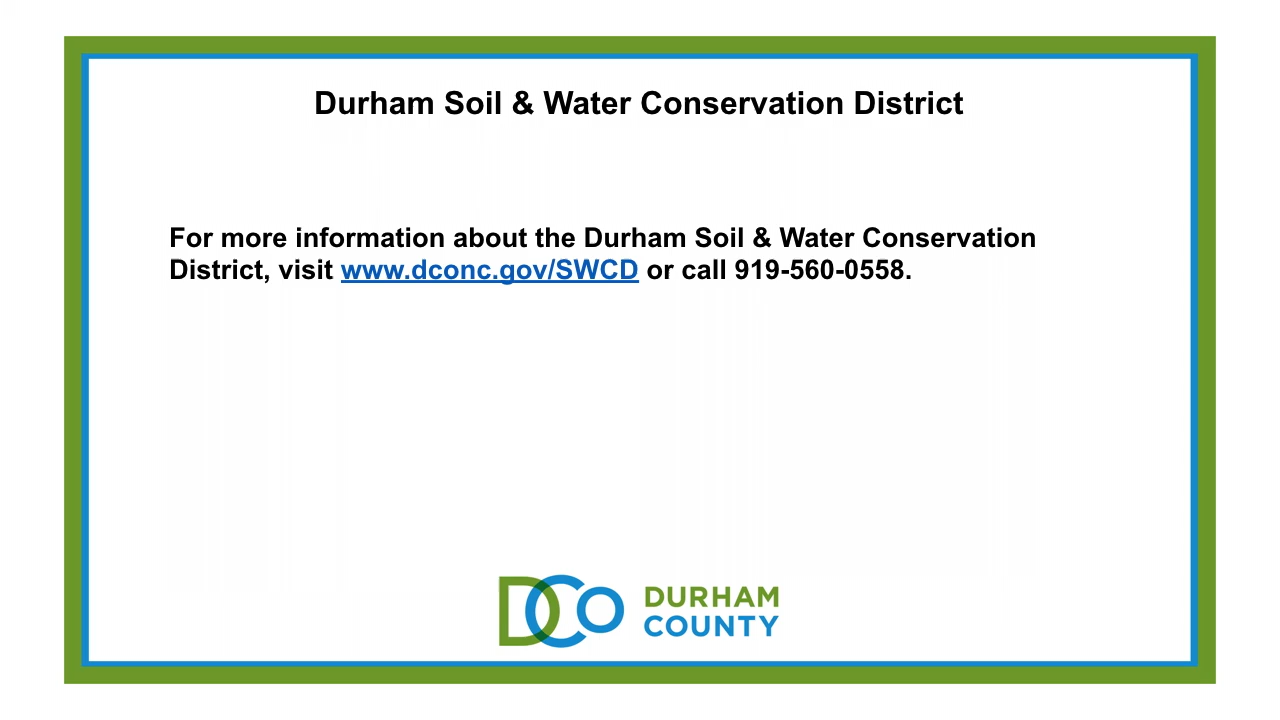 Durham Soil & Water Conservation District
For more information about the Durham Soil & Water Conservation
District, visit www.dconc.gov/SWCD or call 919-560-0558.
DCO DURHAM
COUNTY